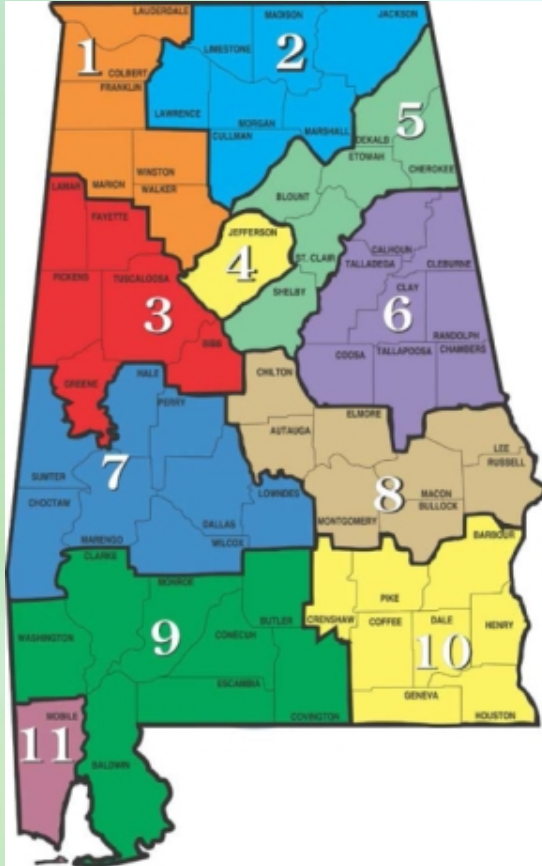 LAUDERDALE
MADISON
JACKSON
LIMESTONE
1
2
COLBERT
FRANKLIN
LAWRENCE
MORGAN
MARSHALL
CULLMAN
5
DEKALB
ETOWAH
CHEROKEE
WINSTON
MARION
WALKER
LAMAR
FAYETTE
BLOUNT
JEFFERSON
4
ST. CLAIR
CALHOUN
TALLADEGA
CLEBURNE
PICKENS
TUSCALOOSA
3
SHELBY
CLAY
6
RANDOLPH
BIBB
COOSA
TALLAPOOSA
CHAMBERS
GREENE
HALE
PERRY
CHILTON
ELMORE
AUTAUGA
LEE
RUSSELL
7
SUMTER
CHOCTAW
LOWNDES
8
MACON
BULLOCK
MONTGOMERY
DALLAS
MARENGO
WILCOX
BARBOUR
CLARKE
MONROE
PIKE
BUTLER
CRENSHAW
COFFEE
DALE
HENRY
WASHINGTON
9
CONECUH
10
ESCAMBIA
GENEVA
COVINGTON
HOUSTON
MOBILE
11
BALDWIN